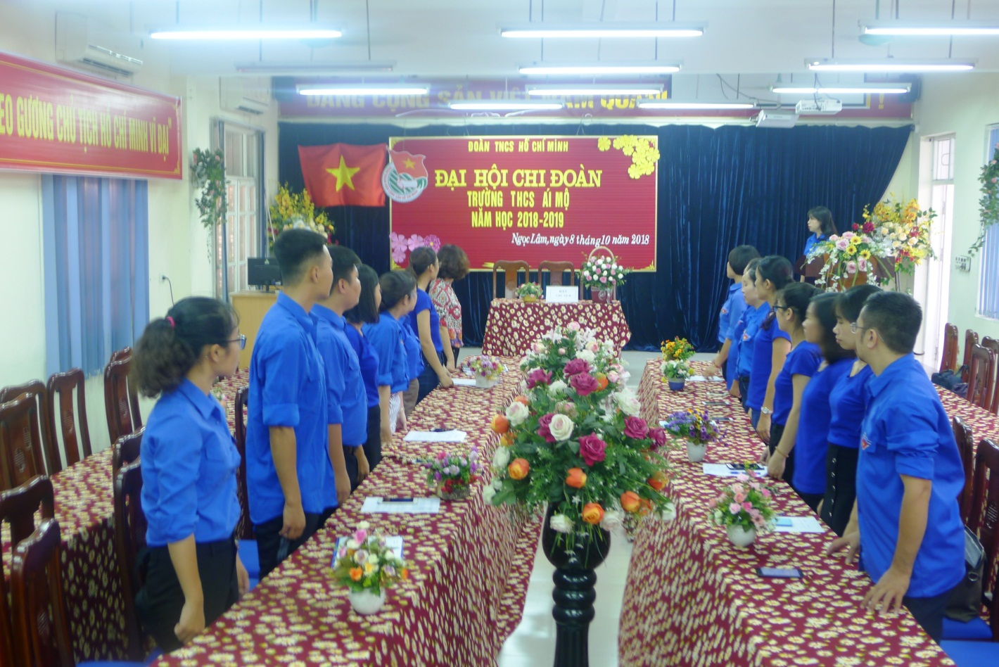 ĐẢNG CỘNG SẢN VIỆT NAM QUANG
EO GƯƠNG CHỦ TỊCH HỒ CHÍ MINH VĨ ĐẠI"
ĐOÀN TNCS HỒ CHÍ MINH
ĐẠI HỘI CHI ĐOÀN
TRƯỜNG THCS ÁI MỘ
NĂM HỌC 2018-2019
Ngọc Lâm, ngày 8 tháng 10 năm 2018